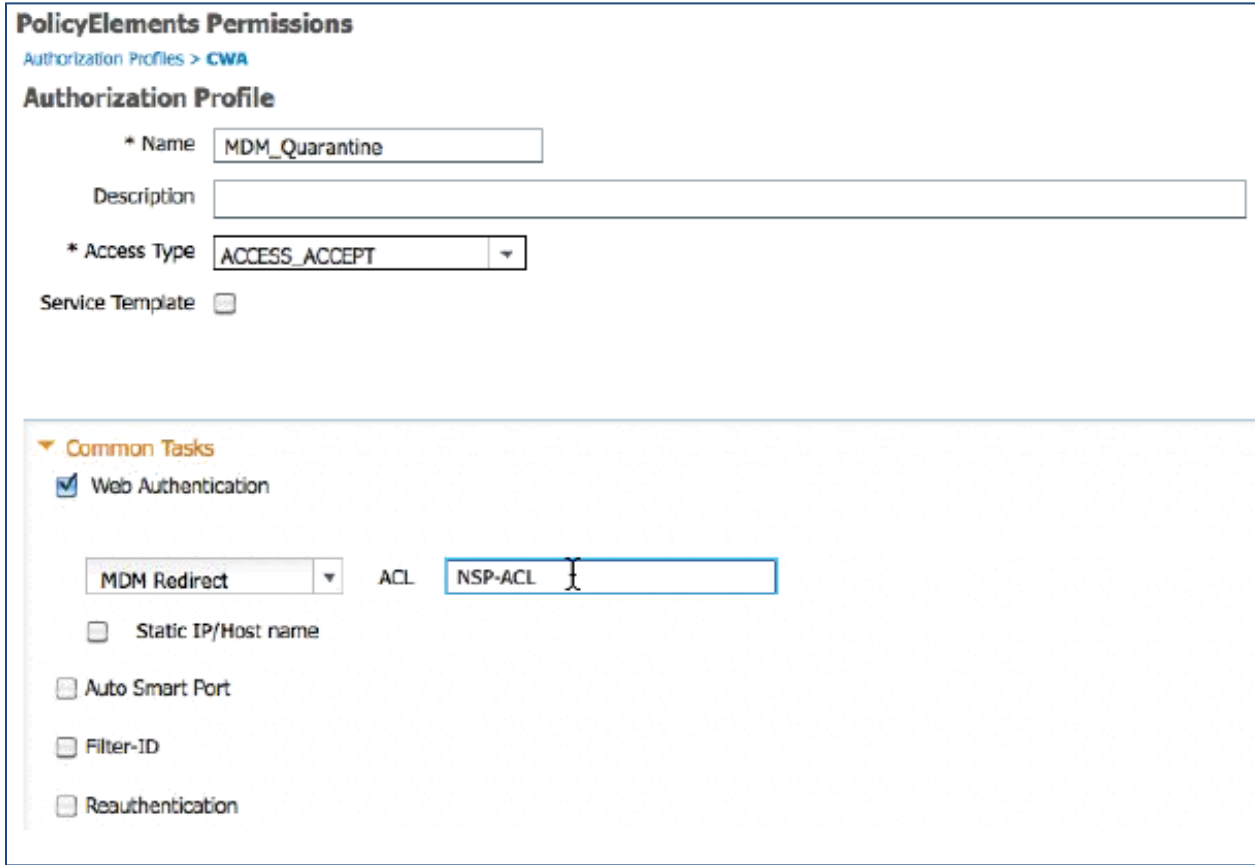 PolicyElements Permissions
Authorization Profiles > CWA
Authorization Profile
* Name MDM_Quarantine
Description
* Access Type ACCESS_ACCEPT
Service Template
Common Tasks
Web Authentication
MDM Redirect ACL NSP-ACL
Static IP/Host name
Auto Smart Port
Filter-ID
Reauthentication